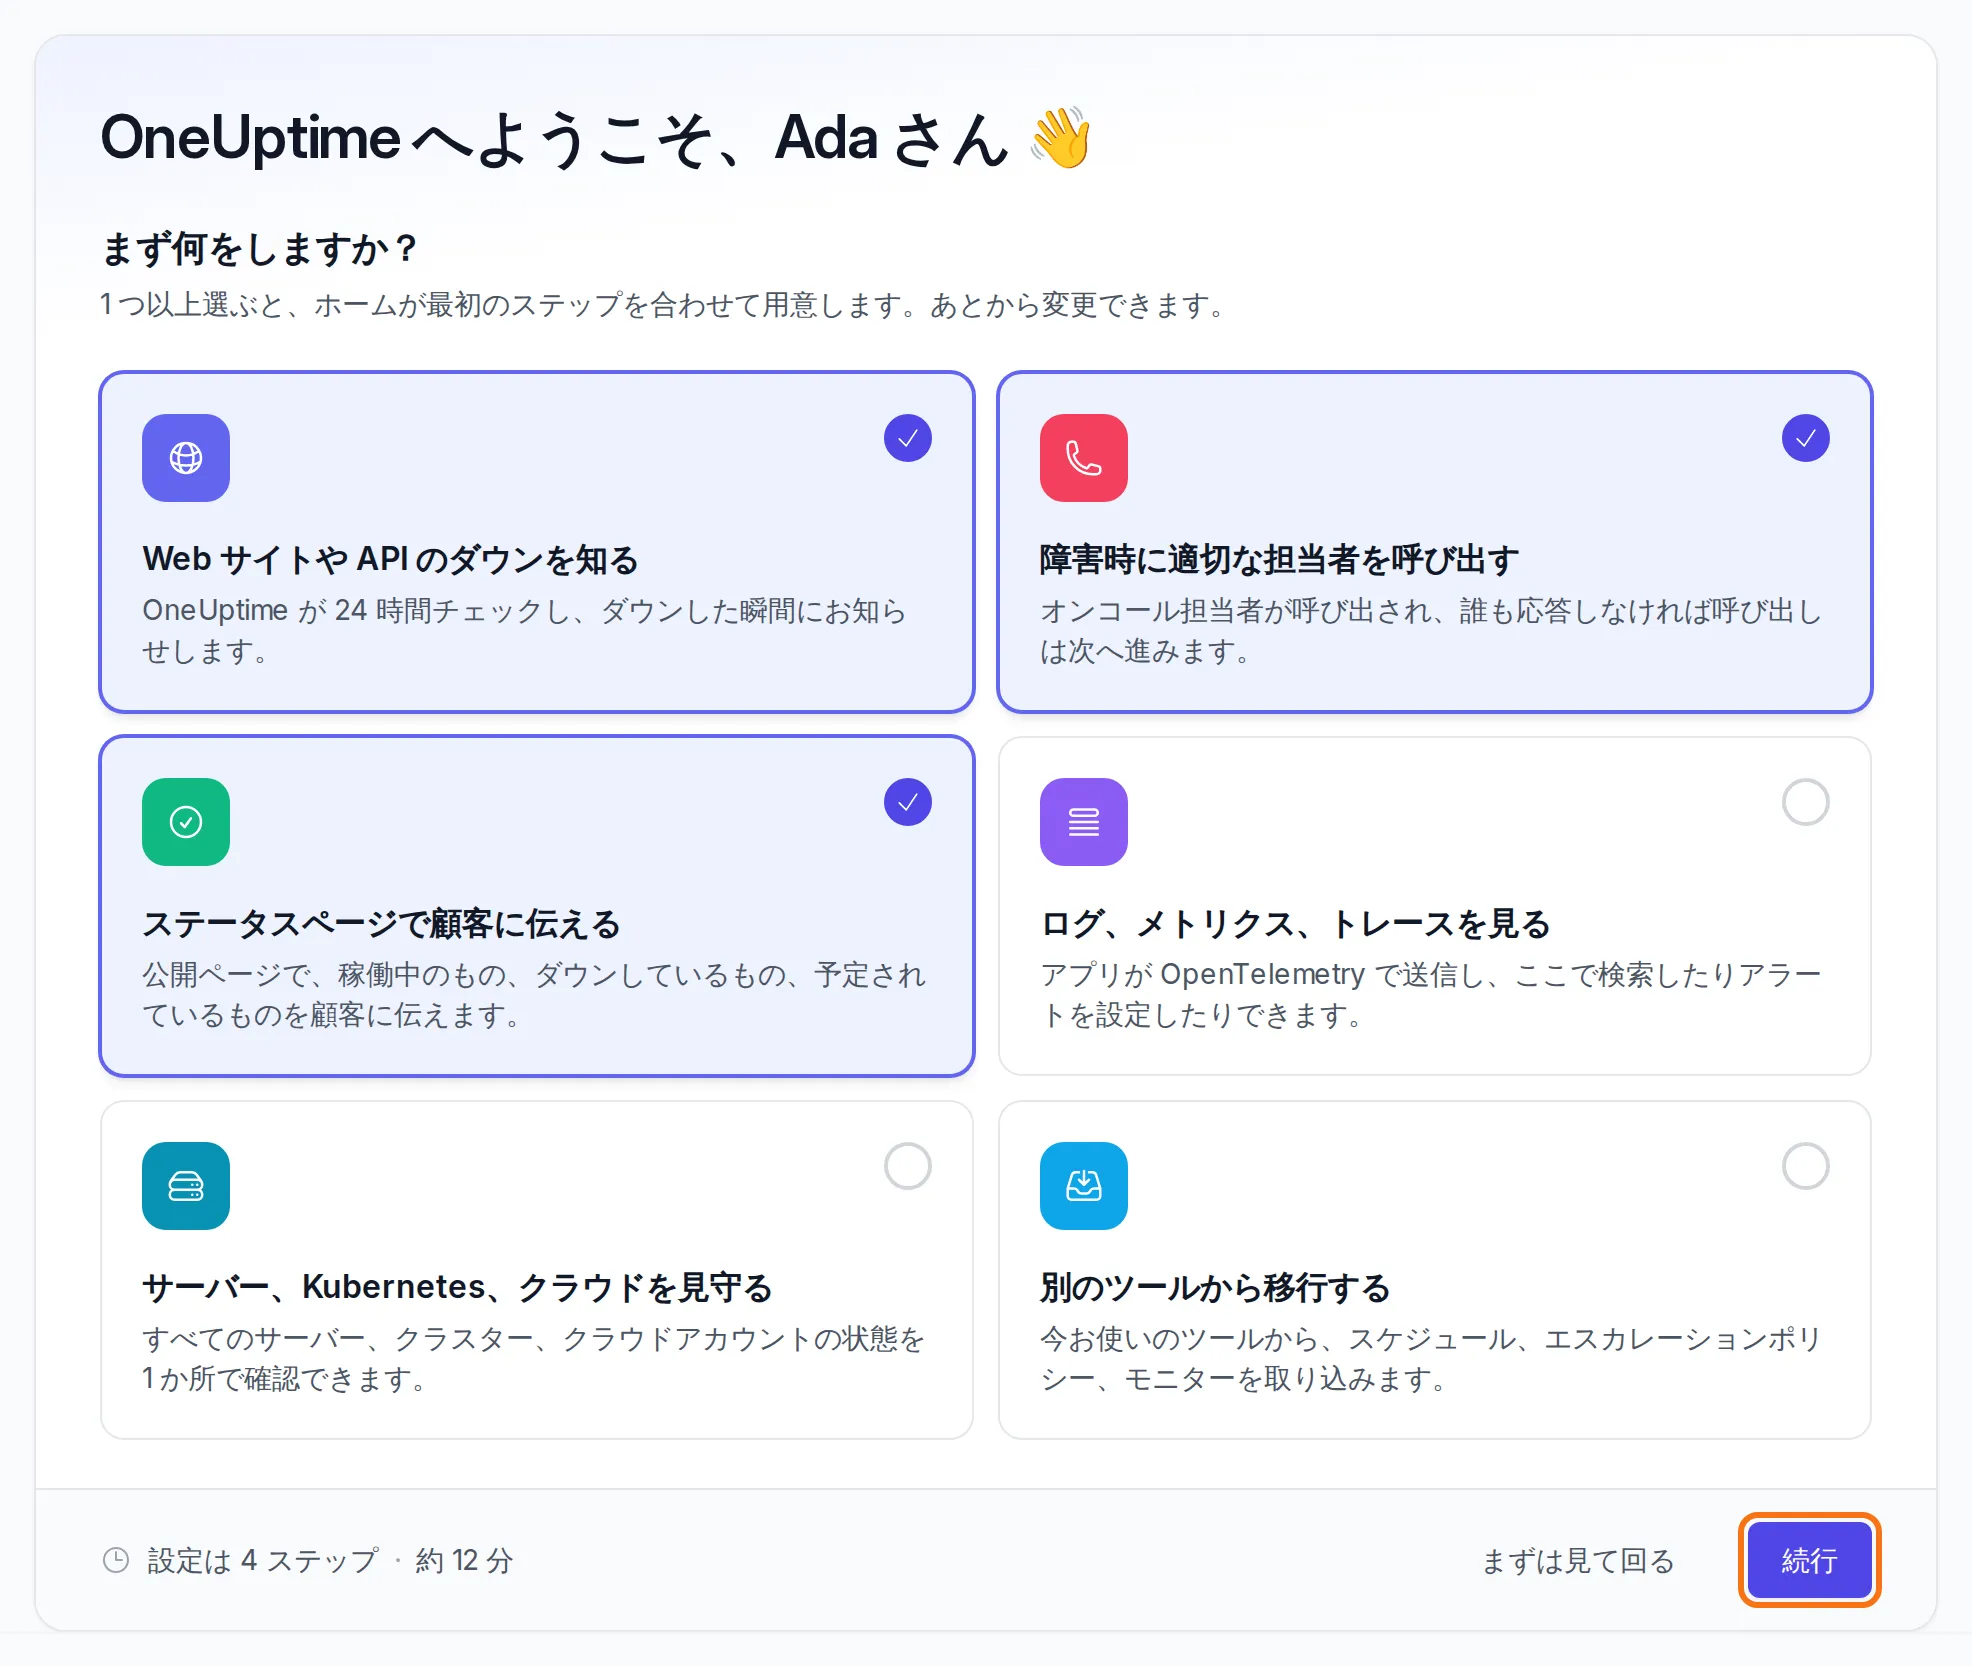 OneUptime へようこそ、Ada さん 👋
まず何をしますか？
1 つ以上選ぶと、ホームが最初のステップを合わせて用意します。あとから変更できます。
Web サイトや API のダウンを知る
OneUptime が 24 時間チェックし、ダウンした瞬間にお知ら
せします。
障害時に適切な担当者を呼び出す
オンコール担当者が呼び出され、誰も応答しなければ呼び出し
は次へ進みます。
ステータスページで顧客に伝える
公開ページで、稼働中のもの、ダウンしているもの、予定され
ているものを顧客に伝えます。
ログ、メトリクス、トレースを見る
アプリが OpenTelemetry で送信し、ここで検索したりアラー
トを設定したりできます。
サーバー、Kubernetes、クラウドを見守る
すべてのサーバー、クラスター、クラウドアカウントの状態を
1 か所で確認できます。
別のツールから移行する
今お使いのツールから、スケジュール、エスカレーションポリ
シー、モニターを取り込みます。
設定は 4 ステップ · 約 12 分
まずは見て回る
続行